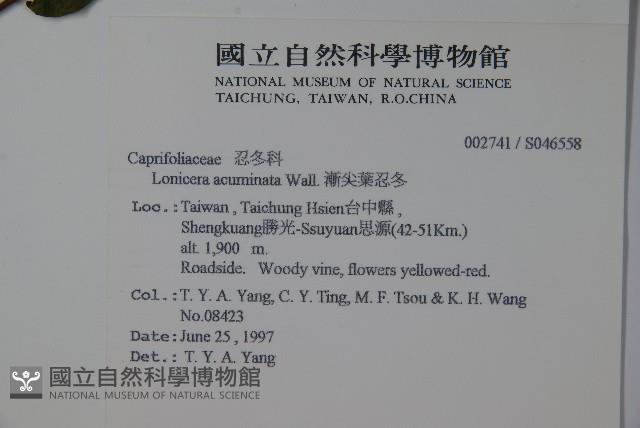 國立自然科學博物館
NATIONAL MUSEUM OF NATURAL SCIENCE
TAICHUNG, TAIWAN, R.O.CHINA
002741 / S046558
Caprifoliaceae 忍冬科
Lonicera acuminata Wall. 漸尖葉忍冬
Loc.:Taiwan , Taichung Hsien台中縣 ,
Shengkuang勝光-Ssuyuan思源(42-51Km.)
alt. 1,900 m.
Roadside. Woody vine, flowers yellowed-red.
Col.:T. Y. A. Yang, C. Y. Ting, M. F. Tsou & K. H. Wang
No.08423
Date:June 25 , 1997
Det.: T. Y. A. Yang
國立自然科學博物館
NATIONAL MUSEUM OF NATURAL SCIENCE